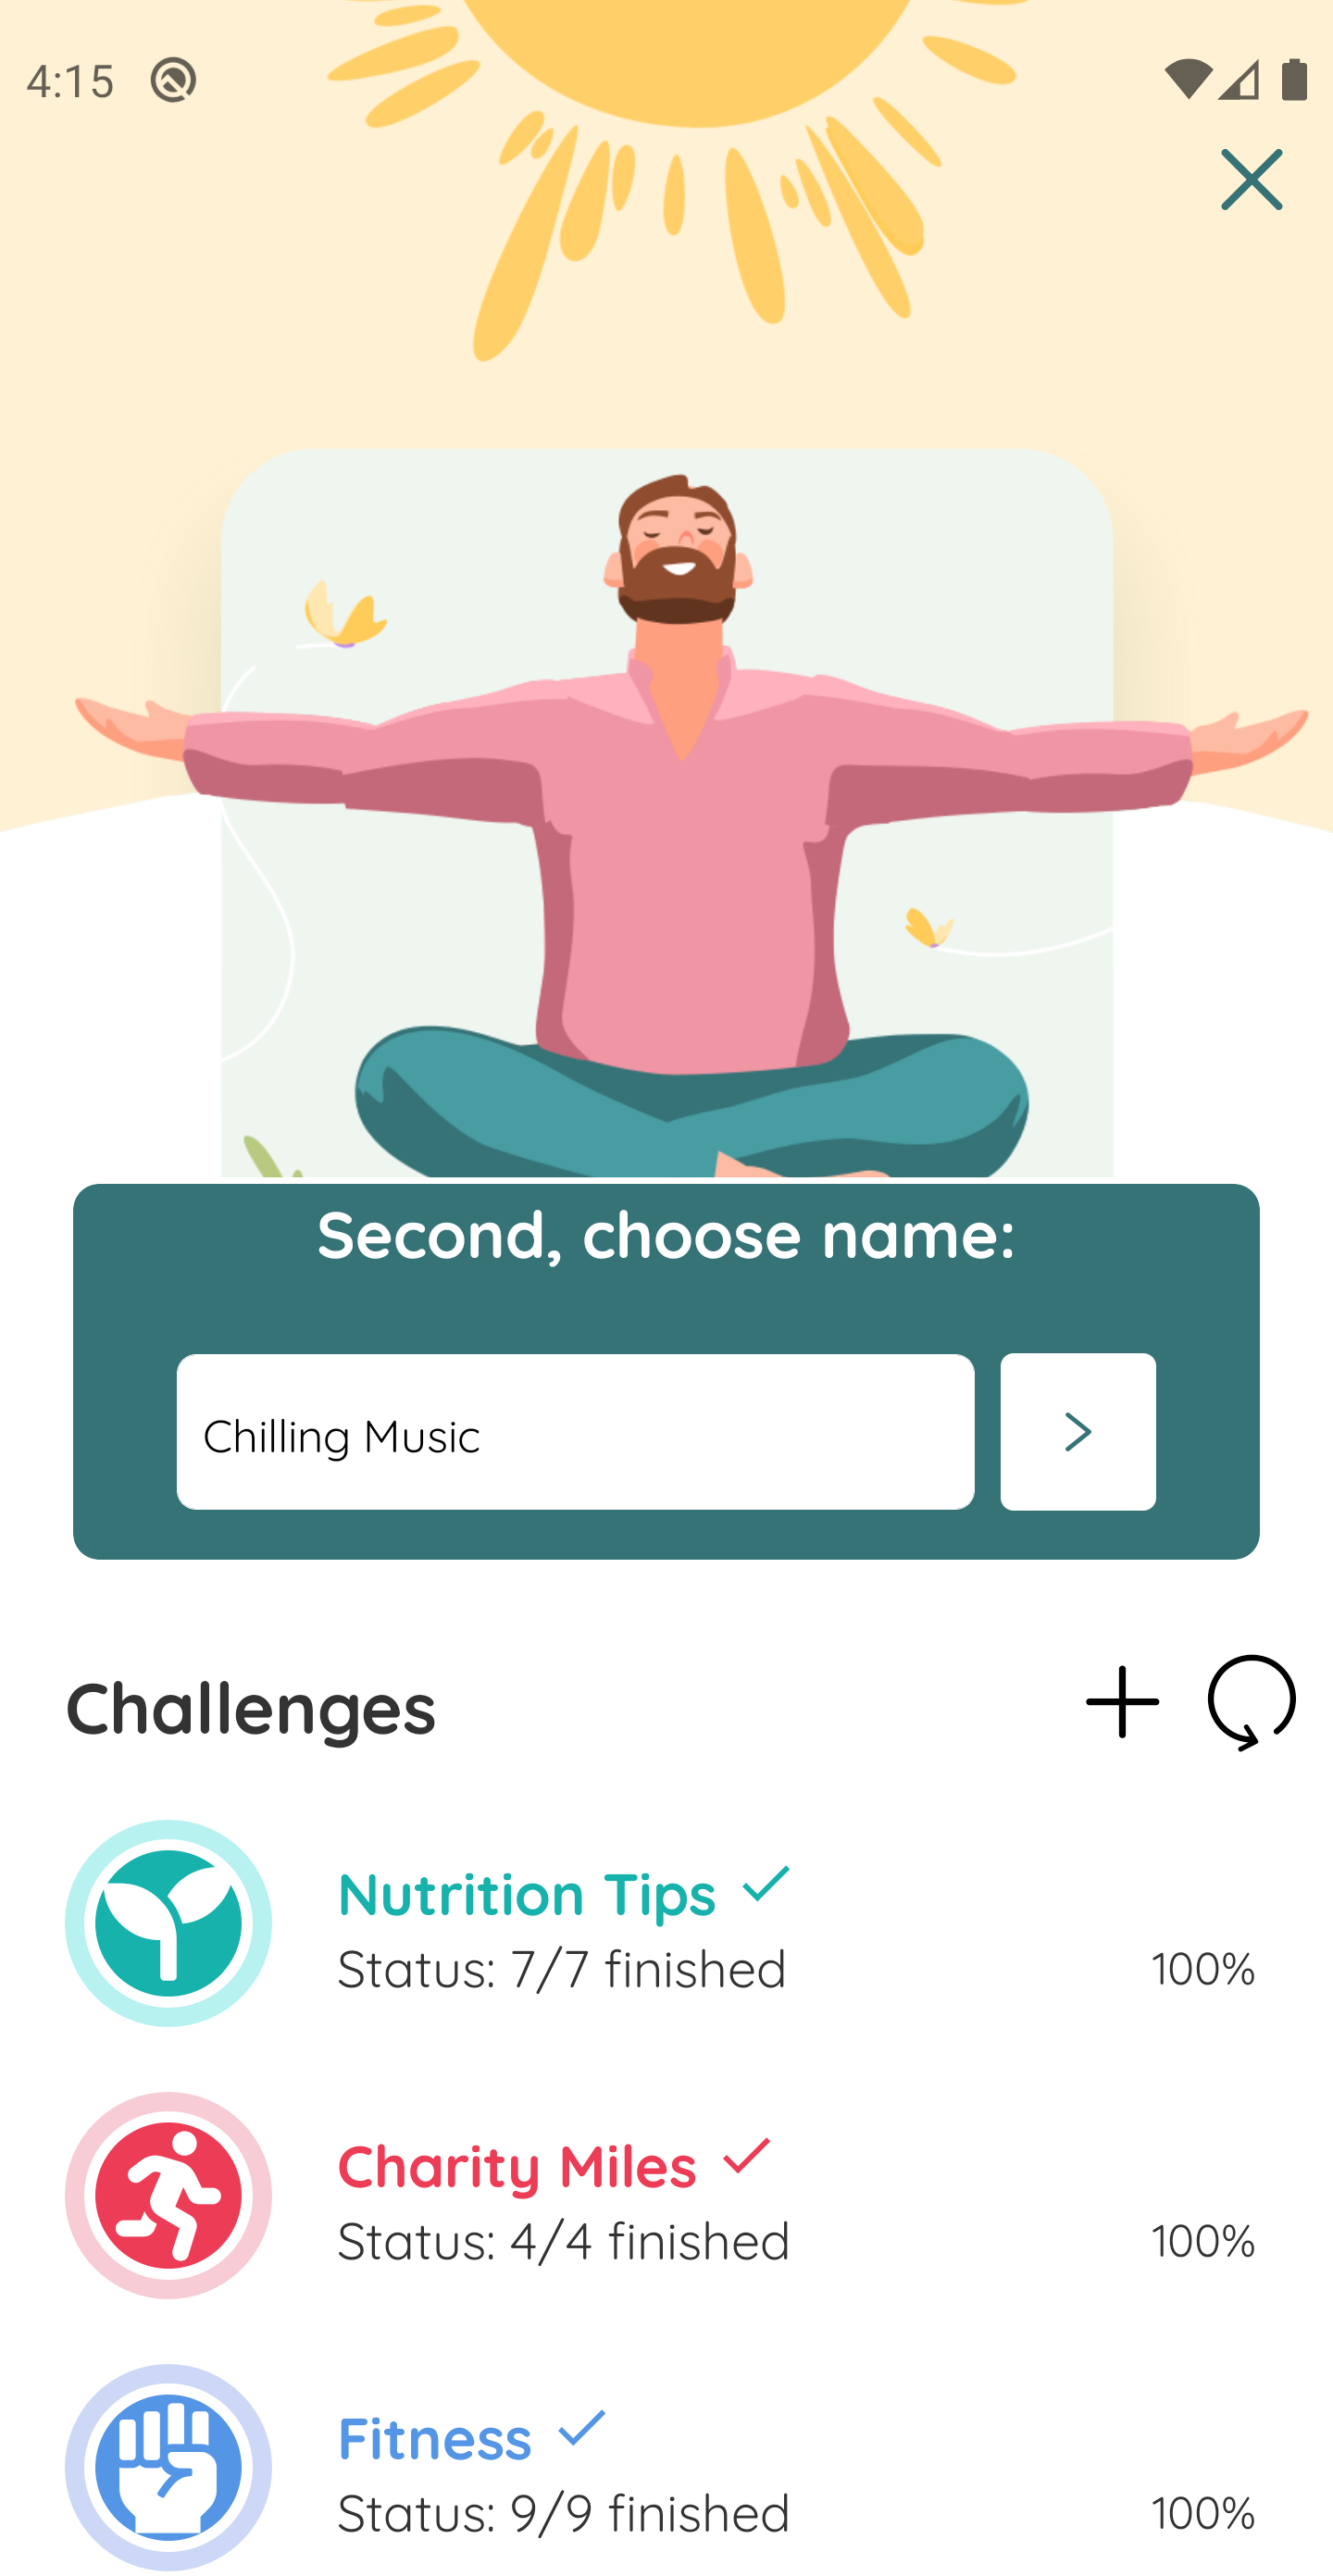 4:15
Second, choose name:
Chilling Music
Challenges
Nutrition Tips
Status: 7/7 finished
100%
Charity Miles
Status: 4/4 finished
100%
Fitness
Status: 9/9 finished
100%